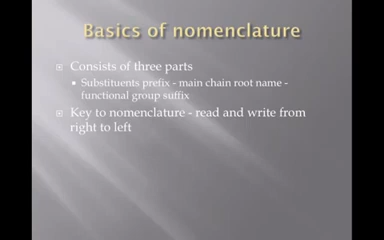 Basics of nomenclature
Consists of three parts
Substituents prefix - main chain root name -
functional group suffix
Key to nomenclature - read and write from
right to left